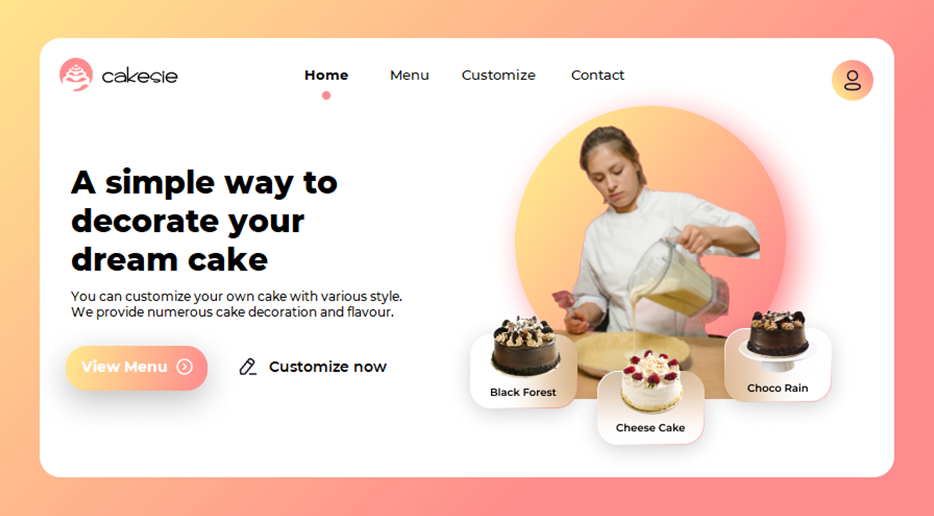 cakesie
Home
Menu
Customize
Contact
A simple way to
decorate your
dream cake
You can customize your own cake with various style.
We provide numerous cake decoration and flavour.
View Menu
Customize now
Black Forest
Cheese Cake
Choco Rain